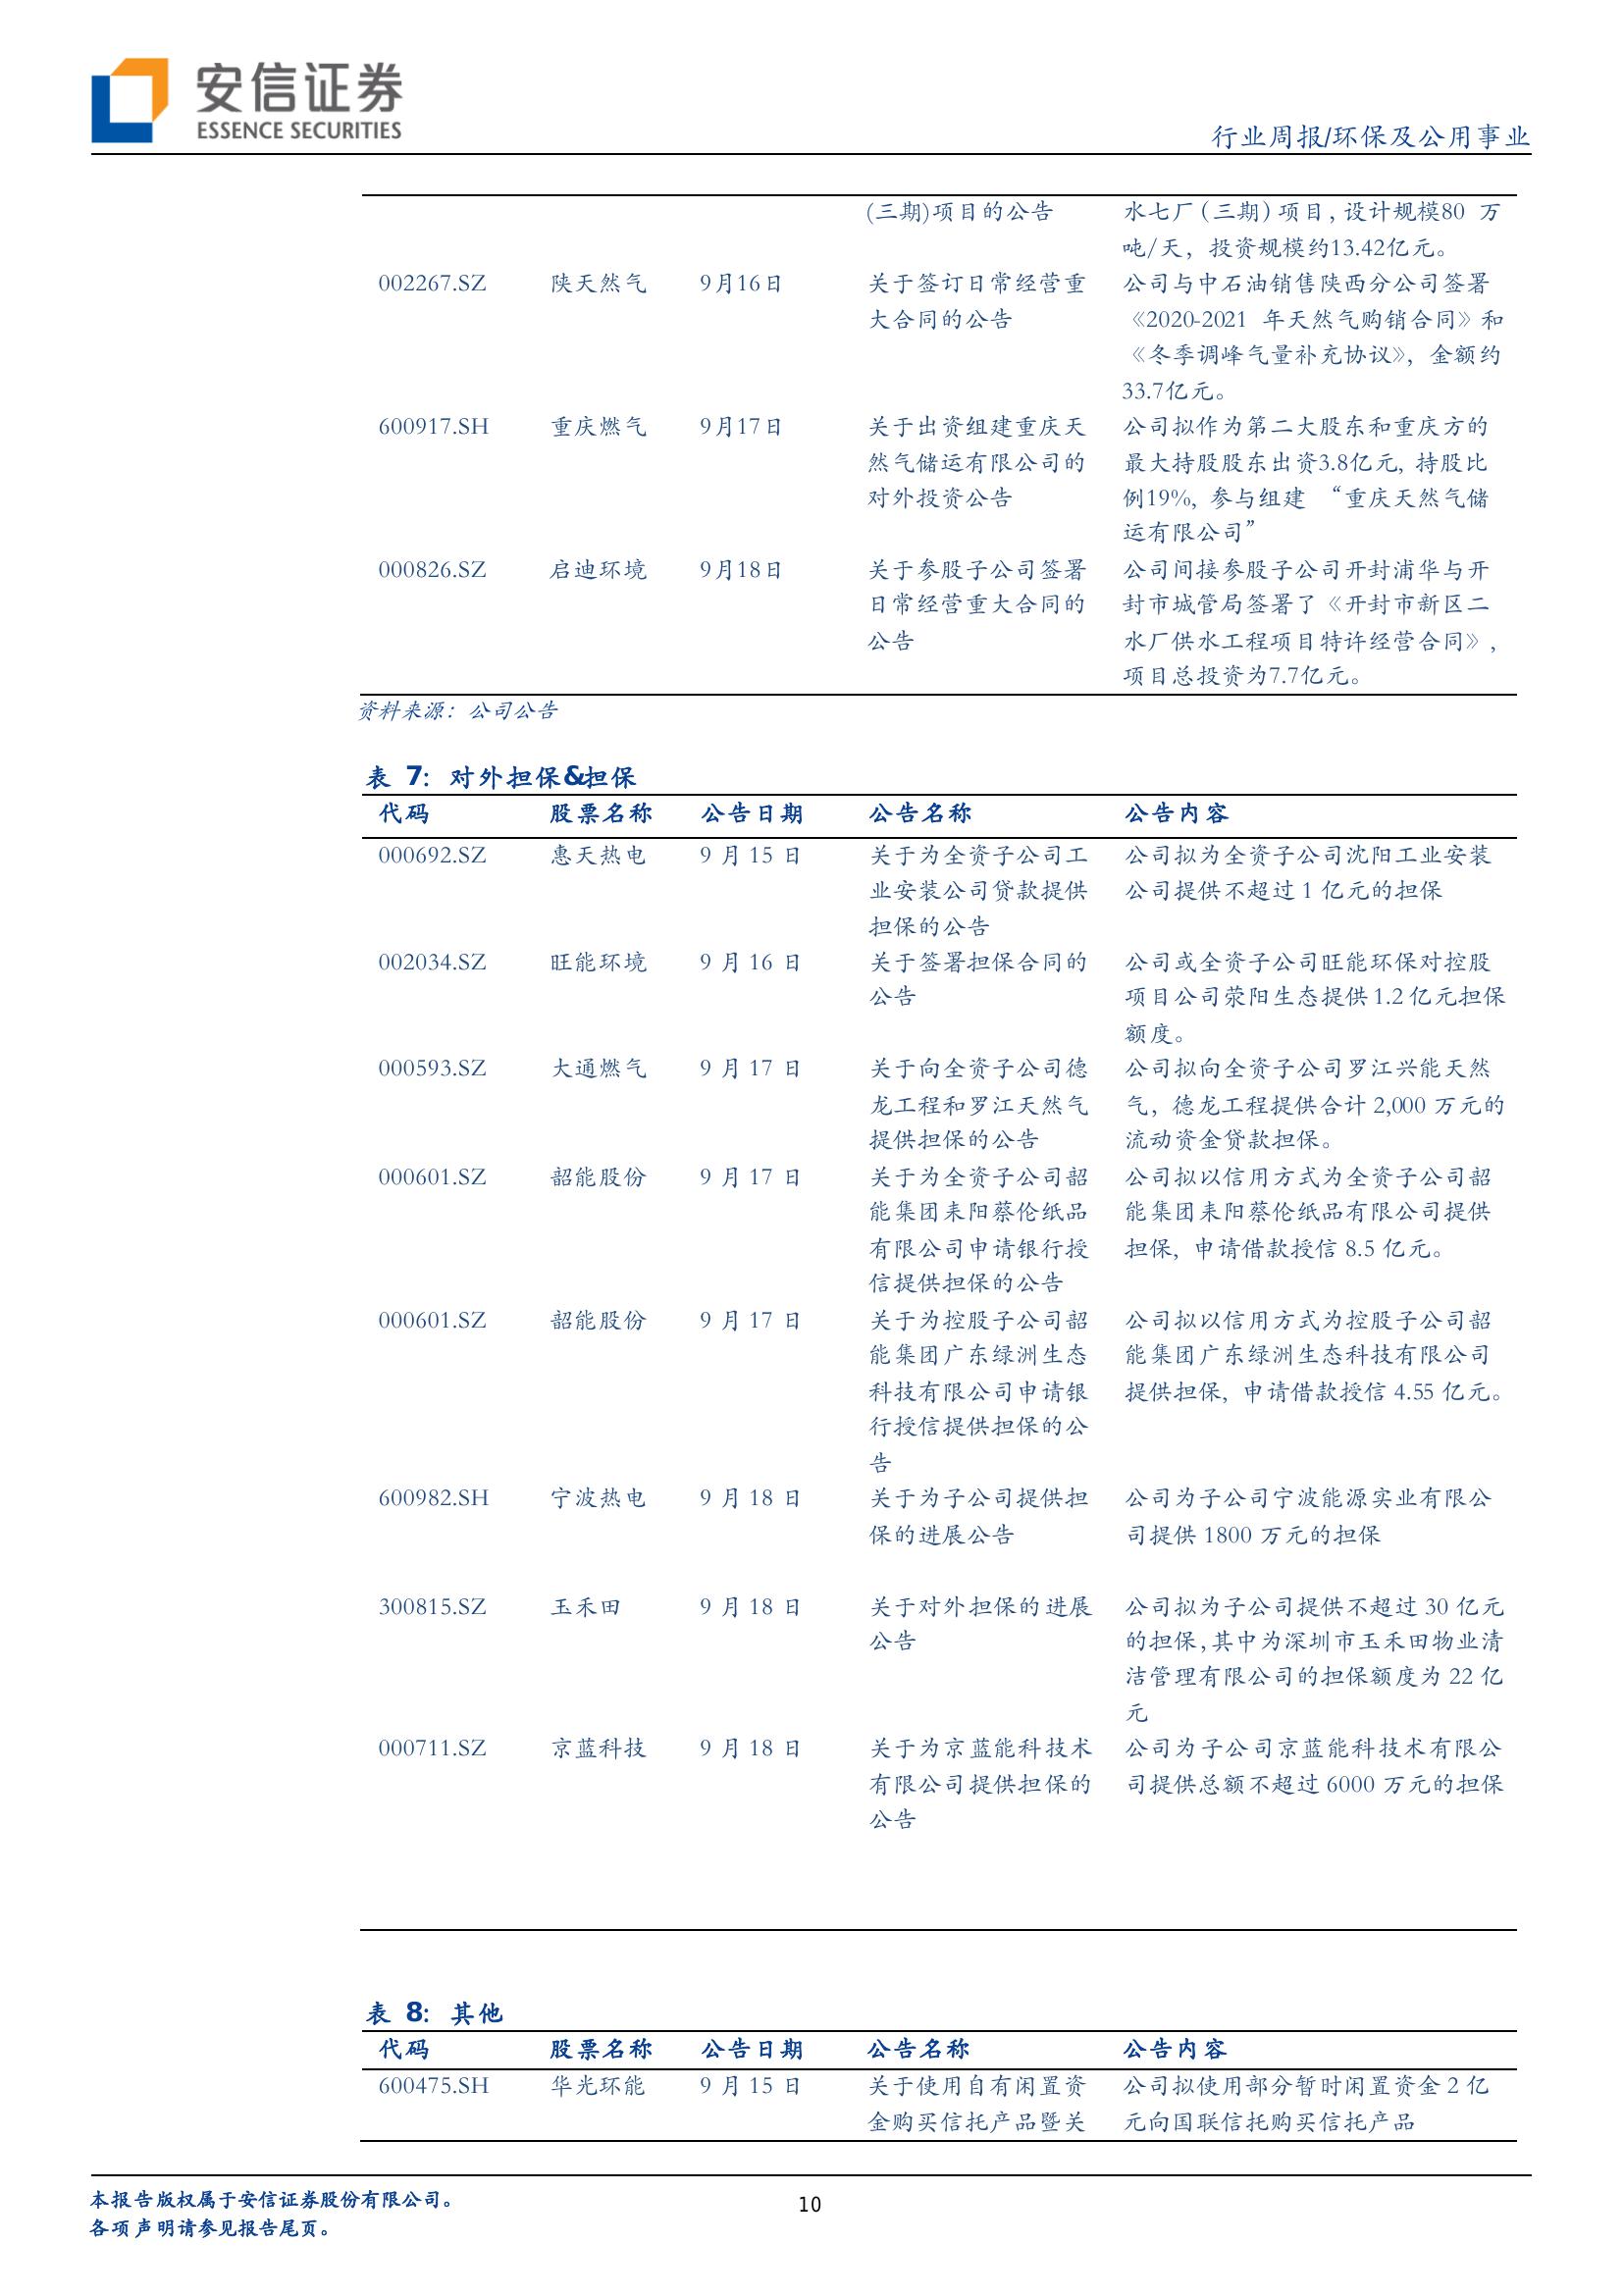 安信证券
ESSENCE SECURITIES
行业周报/环保及公用事业
(三期)项目的公告 水七厂（三期）项目，设计规模80 万
吨/天，投资规模约13.42亿元。
002267.SZ 陕天然气 9月16日 关于签订日常经营重 公司与中石油销售陕西分公司签署
大合同的公告 《2020-2021 年天然气购销合同》和
《冬季调峰气量补充协议》，金额约
33.7亿元。
600917.SH 重庆燃气 9月17日 关于出资组建重庆天 公司拟作为第二大股东和重庆方的
然气储运有限公司的 最大持股股东出资3.8亿元, 持股比
对外投资公告 例19%, 参与组建 “重庆天然气储
运有限公司”
000826.SZ 启迪环境 9月18日 关于参股子公司签署 公司间接参股子公司开封浦华与开
日常经营重大合同的 封市城管局签署了《开封市新区二
公告 水厂供水工程项目特许经营合同》，
项目总投资为7.7亿元。
资料来源：公司公告
表 7：对外担保&担保
代码 股票名称 公告日期 公告名称 公告内容
000692.SZ 惠天热电 9 月 15 日 关于为全资子公司工 公司拟为全资子公司沈阳工业安装
业安装公司贷款提供 公司提供不超过 1 亿元的担保
担保的公告
002034.SZ 旺能环境 9 月 16 日 关于签署担保合同的 公司或全资子公司旺能环保对控股
公告 项目公司荥阳生态提供 1.2 亿元担保
额度。
000593.SZ 大通燃气 9 月 17 日 关于向全资子公司德 公司拟向全资子公司罗江兴能天然
龙工程和罗江天然气 气，德龙工程提供合计 2,000 万元的
提供担保的公告 流动资金贷款担保。
000601.SZ 韶能股份 9 月 17 日 关于为全资子公司韶 公司拟以信用方式为全资子公司韶
能集团耒阳蔡伦纸品 能集团耒阳蔡伦纸品有限公司提供
有限公司申请银行授 担保, 申请借款授信 8.5 亿元。
信提供担保的公告
000601.SZ 韶能股份 9 月 17 日 关于为控股子公司韶 公司拟以信用方式为控股子公司韶
能集团广东绿洲生态 能集团广东绿洲生态科技有限公司
科技有限公司申请银 提供担保, 申请借款授信 4.55 亿元。
行授信提供担保的公
告
600982.SH 宁波热电 9 月 18 日 关于为子公司提供担 公司为子公司宁波能源实业有限公
保的进展公告 司提供 1800 万元的担保
300815.SZ 玉禾田 9 月 18 日 关于对外担保的进展 公司拟为子公司提供不超过 30 亿元
公告 的担保，其中为深圳市玉禾田物业清
洁管理有限公司的担保额度为 22 亿
元
000711.SZ 京蓝科技 9 月 18 日 关于为京蓝能科技术 公司为子公司京蓝能科技术有限公
有限公司提供担保的 司提供总额不超过 6000 万元的担保
公告
表 8：其他
代码 股票名称 公告日期 公告名称 公告内容
600475.SH 华光环能 9 月 15 日 关于使用自有闲置资 公司拟使用部分暂时闲置资金 2 亿
金购买信托产品暨关 元向国联信托购买信托产品
本报告版权属于安信证券股份有限公司。
各项声明请参见报告尾页。
10